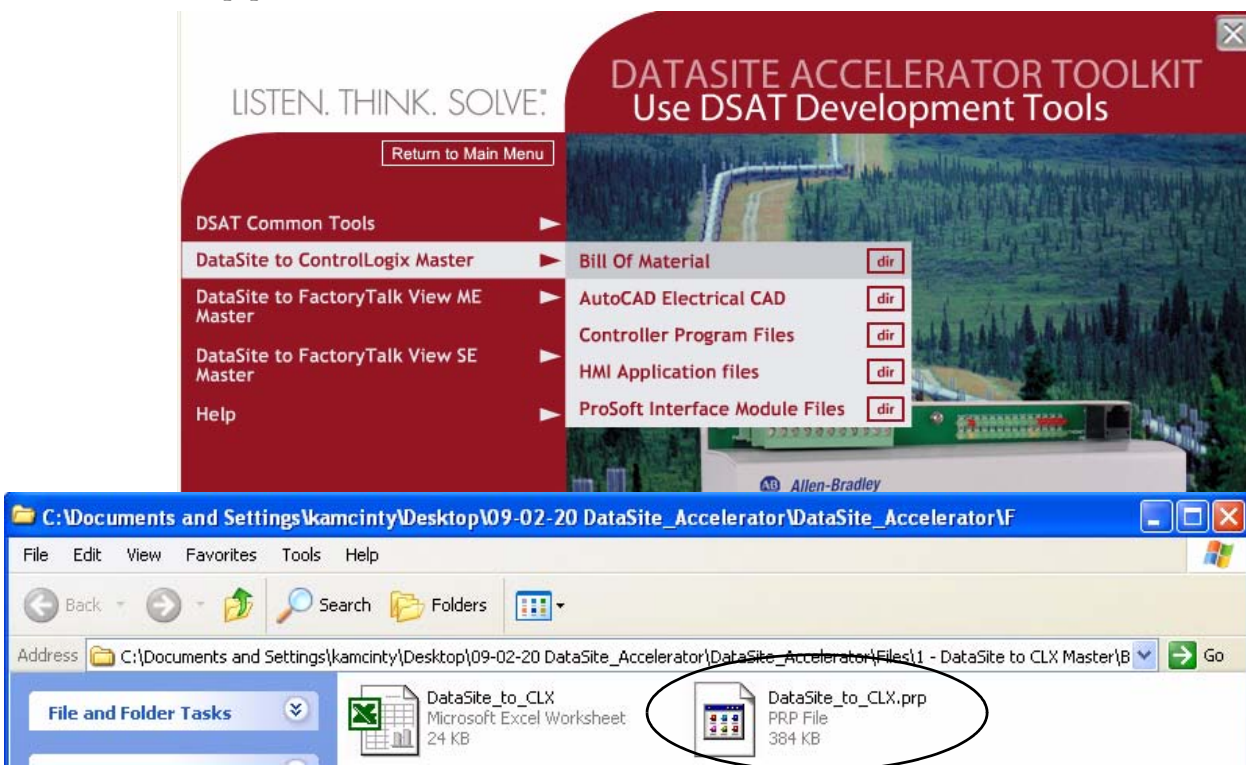 LISTEN. THINK. SOLVE.
DATASITE ACCELERATOR TOOLKIT
Use DSAT Development Tools
Return to Main Menu
DSAT Common Tools
DataSite to ControlLogix Master
Bill Of Material dir
DataSite to FactoryTalk View ME
Master
AutoCAD Electrical CAD dir
Controller Program Files dir
DataSite to FactoryTalk View SE
Master
HMI Application files dir
Help
ProSoft Interface Module Files dir
AB Allen-Bradley
C:\Documents and Settings\kamcinty\Desktop\09-02-20 DataSite_Accelerator\DataSite_Accelerator\F
File Edit View Favorites Tools Help
Back Search Folders
Address C:\Documents and Settings\kamcinty\Desktop\09-02-20 DataSite_Accelerator\DataSite_Accelerator\Files\1 - DataSite to CLX Master\B Go
File and Folder Tasks
DataSite_to_CLX
Microsoft Excel Worksheet
24 KB
DataSite_to_CLX.prp
PRP File
384 KB